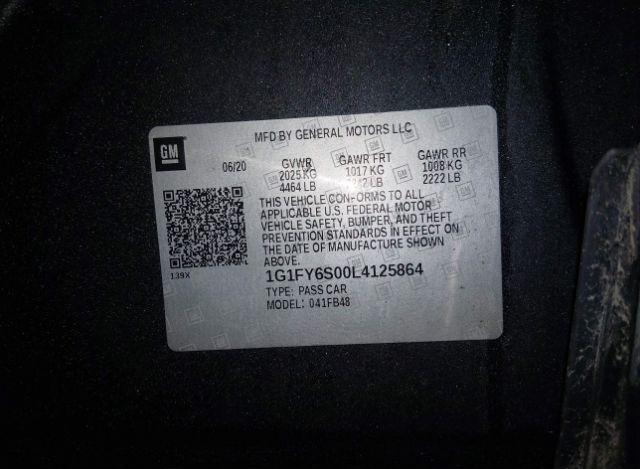 MFD BY GENERAL MOTORS LLC
GM
06/20 GVWR GAWR FRT GAWR RR
2025 KG 1017 KG 1008 KG
4464 LB 2242 LB 2222 LB
THIS VEHICLE CONFORMS TO ALL
APPLICABLE U.S. FEDERAL MOTOR
VEHICLE SAFETY, BUMPER, AND THEFT
PREVENTION STANDARDS IN EFFECT ON
THE DATE OF MANUFACTURE SHOWN
ABOVE.
139X
1G1FY6S00L4125864
TYPE: PASS CAR
MODEL: 041FB48